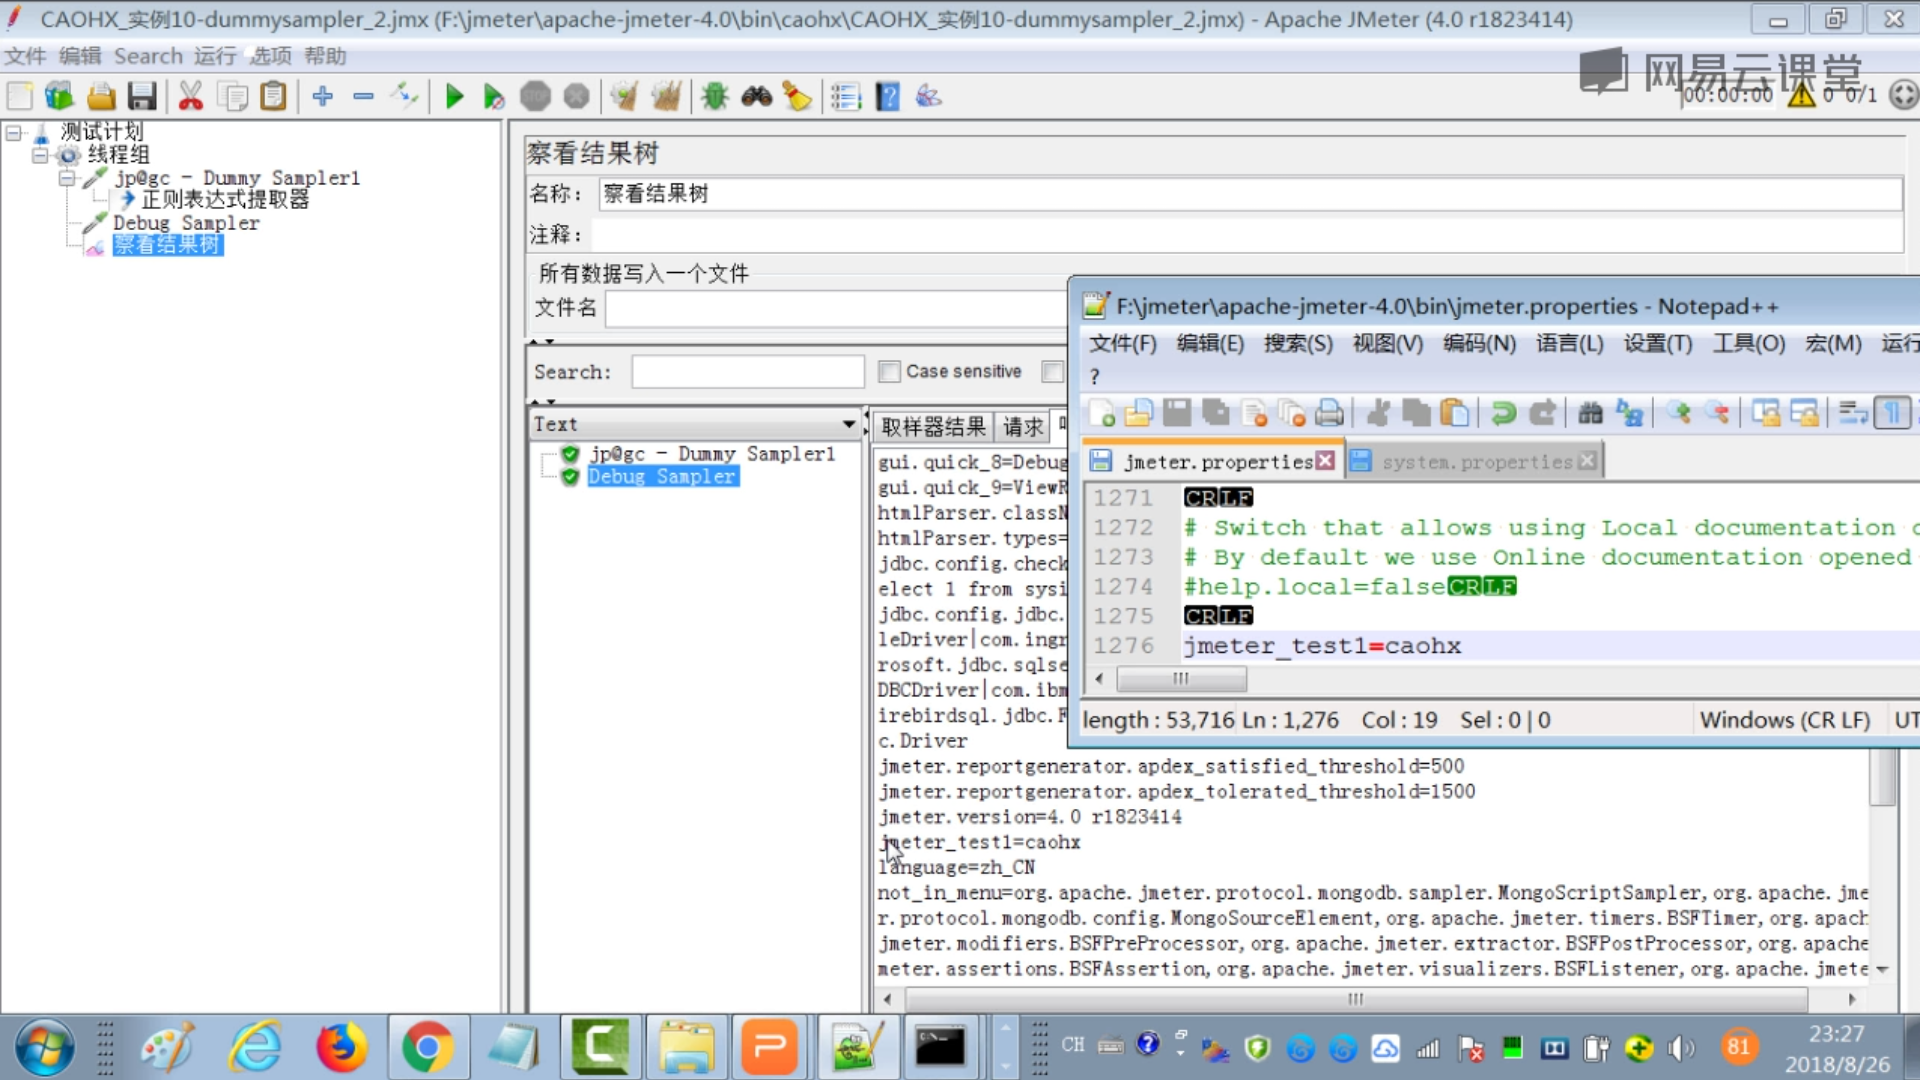 CAOHX_实例10-dummysampler_2.jmx (F:\jmeter\apache-jmeter-4.0\bin\caohx\CAOHX_实例10-dummysampler_2.jmx) - Apache JMeter (4.0 r1823414)
文件 编辑 Search 运行 选项 帮助
网易云课堂
00:00:00 0 0/1
测试计划
线程组
jp@gc - Dummy Sampler1
正则表达式提取器
Debug Sampler
察看结果树
察看结果树
名称: 察看结果树
注释:
所有数据写入一个文件
文件名
Search: Case sensitive
Text
jp@gc - Dummy Sampler1
Debug Sampler
取样器结果 请求
gui.quick_8=Debug
gui.quick_9=ViewR
htmlParser.classN
htmlParser.types=
jdbc.config.check
elect 1 from sysi
jdbc.config.jdbc.
leDriver|com.ingr
rosoft.jdbc.sqlse
DBCDriver|com.ibm
irebirdsql.jdbc.F
c.Driver
jmeter.reportgenerator.apdex_satisfied_threshold=500
jmeter.reportgenerator.apdex_tolerated_threshold=1500
jmeter.version=4.0 r1823414
jmeter_test1=caohx
language=zh_CN
not_in_menu=org.apache.jmeter.protocol.mongodb.sampler.MongoScriptSampler,org.apache.jme
r.protocol.mongodb.config.MongoSourceElement,org.apache.jmeter.timers.BSFTimer,org.apach
jmeter.modifiers.BSFPreProcessor,org.apache.jmeter.extractor.BSFPostProcessor,org.apache
meter.assertions.BSFAssertion,org.apache.jmeter.visualizers.BSFListener,org.apache.jmete
F:\jmeter\apache-jmeter-4.0\bin\jmeter.properties - Notepad++
文件(F) 编辑(E) 搜索(S) 视图(V) 编码(N) 语言(L) 设置(T) 工具(O) 宏(M) 运行
?
jmeter.properties system.properties
1271 CRLF
1272 # Switch that allows using Local documentation
1273 # By default we use Online documentation opened
1274 #help.local=falseCRLF
1275 CRLF
1276 jmeter_test1=caohx
length : 53,716 Ln : 1,276 Col : 19 Sel : 0 | 0 Windows (CR LF) UT
CH 81 23:27
2018/8/26